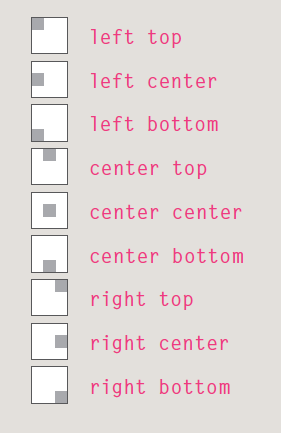 left top
left center
left bottom
center top
center center
center bottom
right top
right center
right bottom